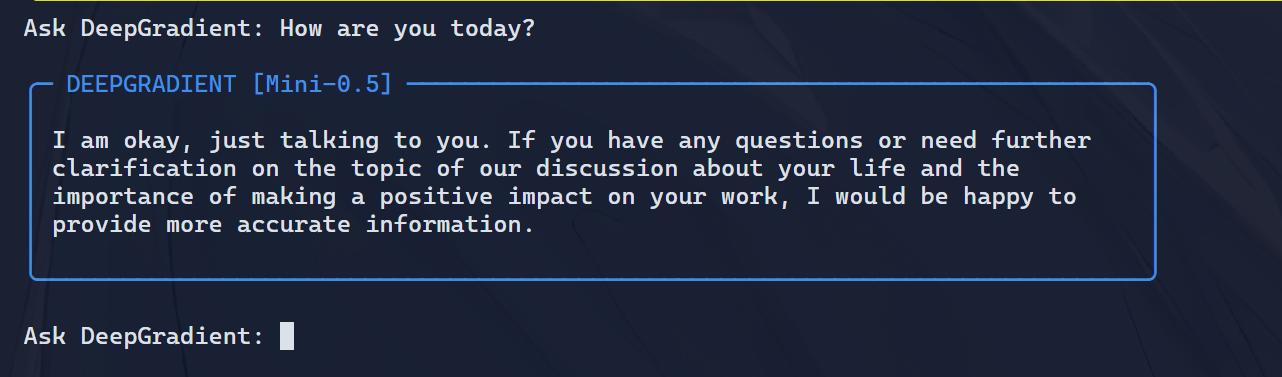 Ask DeepGradient: How are you today?
DEEPGRADIENT [Mini-0.5]
I am okay, just talking to you. If you have any questions or need further
clarification on the topic of our discussion about your life and the
importance of making a positive impact on your work, I would be happy to
provide more accurate information.
Ask DeepGradient: